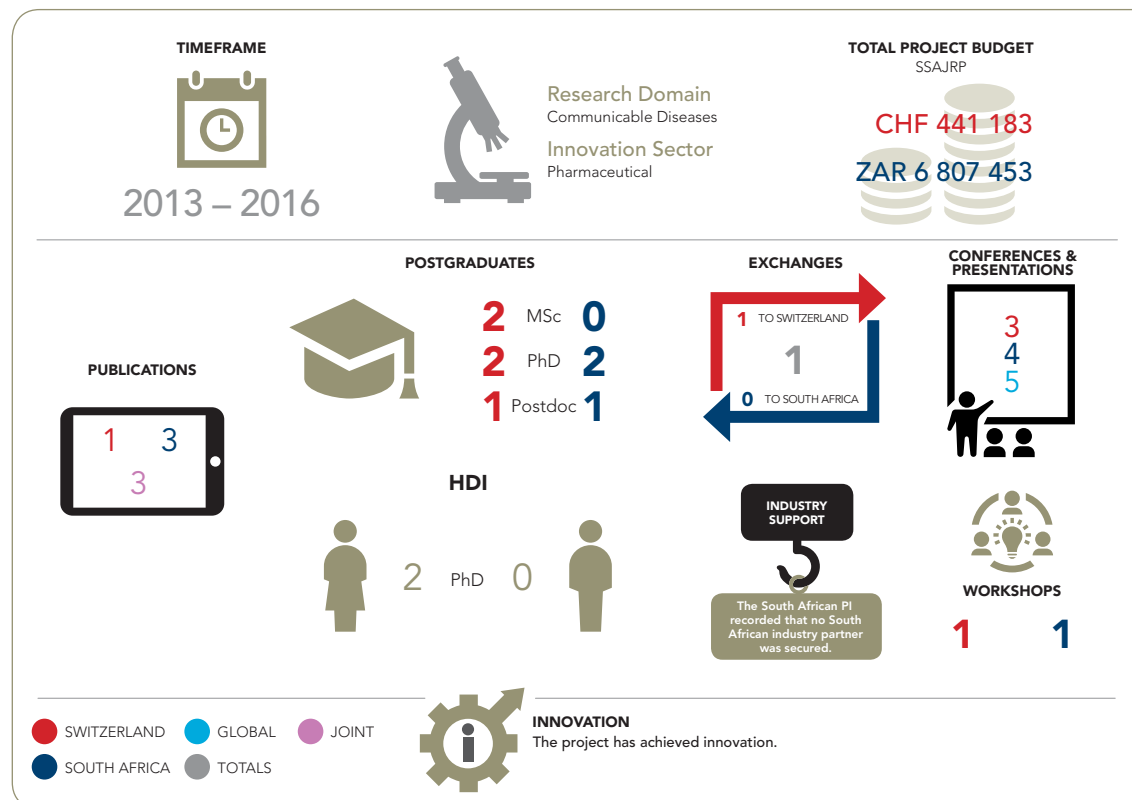 TIMEFRAME
2013 – 2016
Research Domain
Communicable Diseases
Innovation Sector
Pharmaceutical
TOTAL PROJECT BUDGET
SSAJRP
CHF 441 183
ZAR 6 807 453
PUBLICATIONS
1 3
3
POSTGRADUATES
2 MSc 0
2 PhD 2
1 Postdoc 1
HDI
2 PhD 0
EXCHANGES
1 TO SWITZERLAND
1
0 TO SOUTH AFRICA
INDUSTRY
SUPPORT
The South African PI
recorded that no South
African industry partner
was secured.
CONFERENCES &
PRESENTATIONS
3
4
5
WORKSHOPS
1 1
SWITZERLAND GLOBAL JOINT
SOUTH AFRICA TOTALS
i
INNOVATION
The project has achieved innovation.